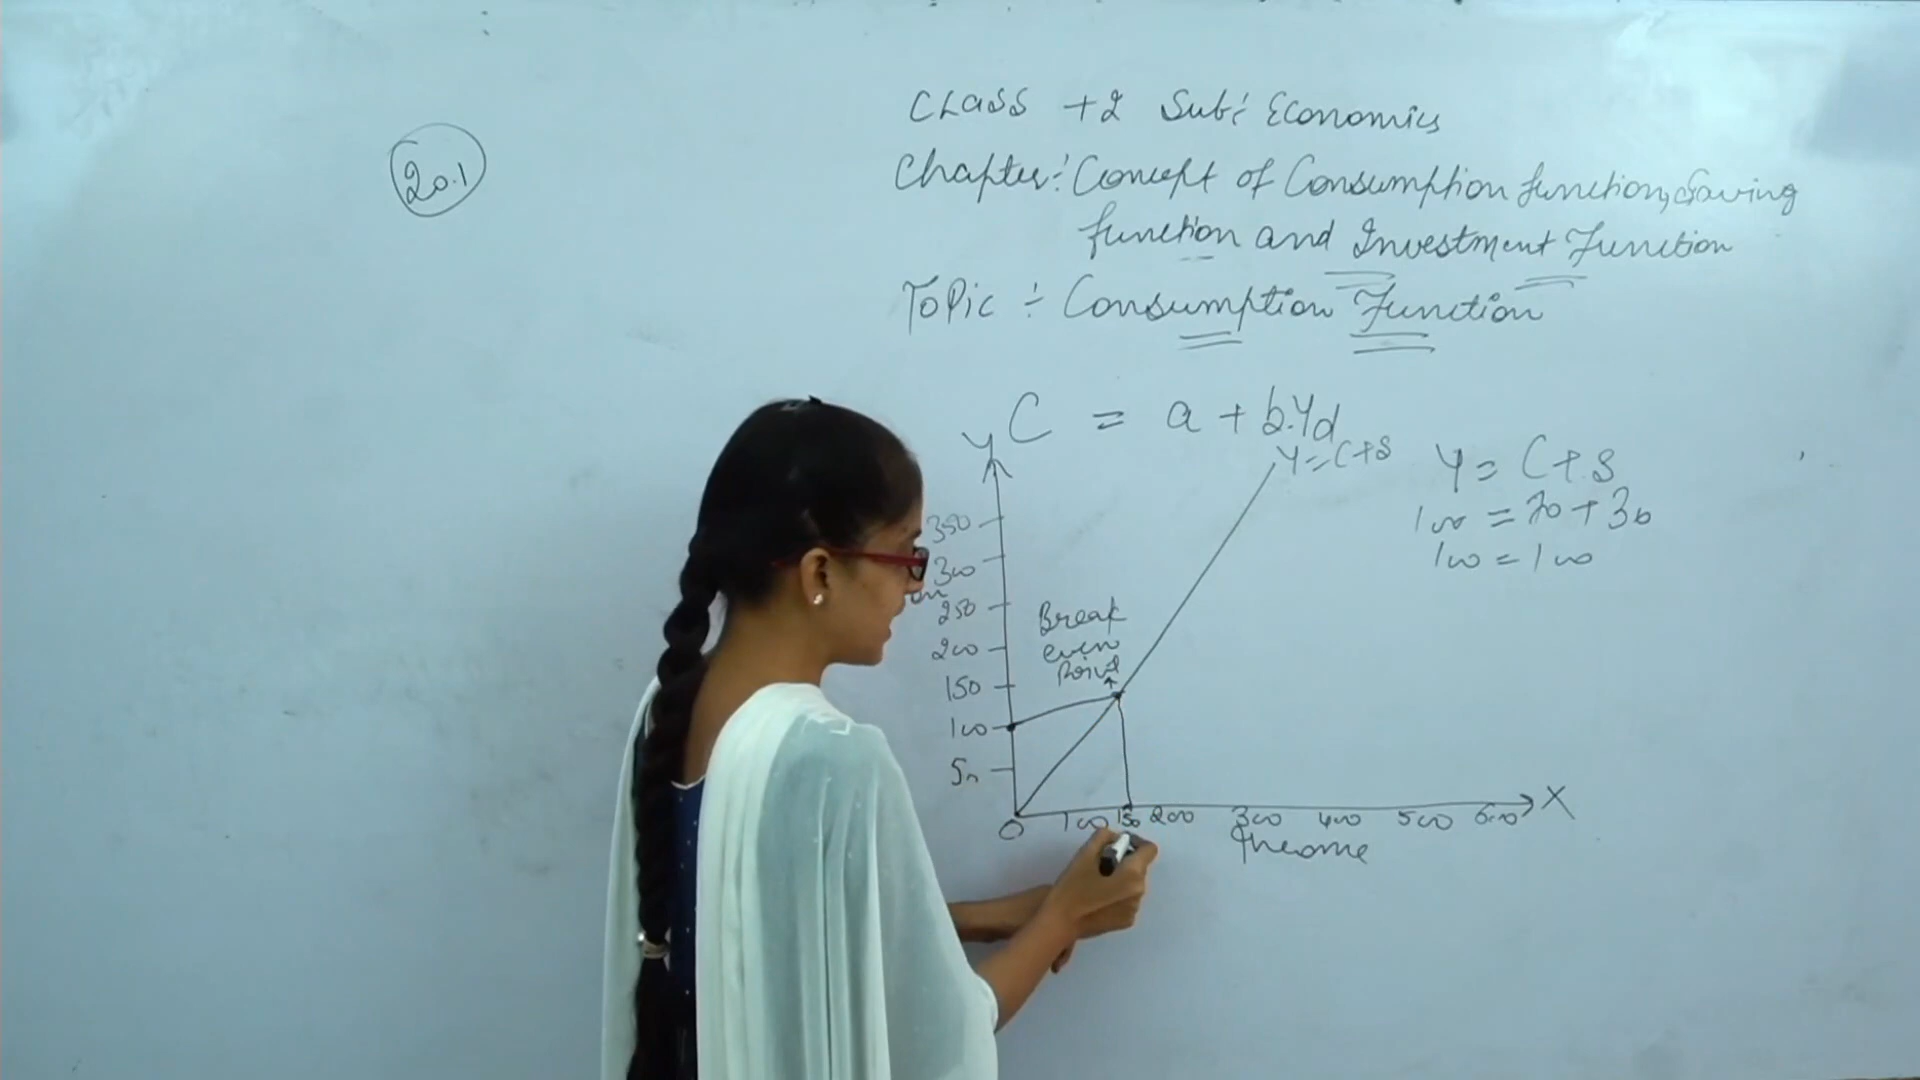 20.1
Class +2 Sub: Economics
Chapter: Concept of Consumption function, Saving
function and Investment Function
Topic ÷ Consumption Function
C = a + b.Yd
Y
Y=C+S
Y = C+S
100 = 70+30
100 = 100
350
300
250
200
150
100
50
Break
even
Point
0 100 150 200 300 400 500 600 X
Income